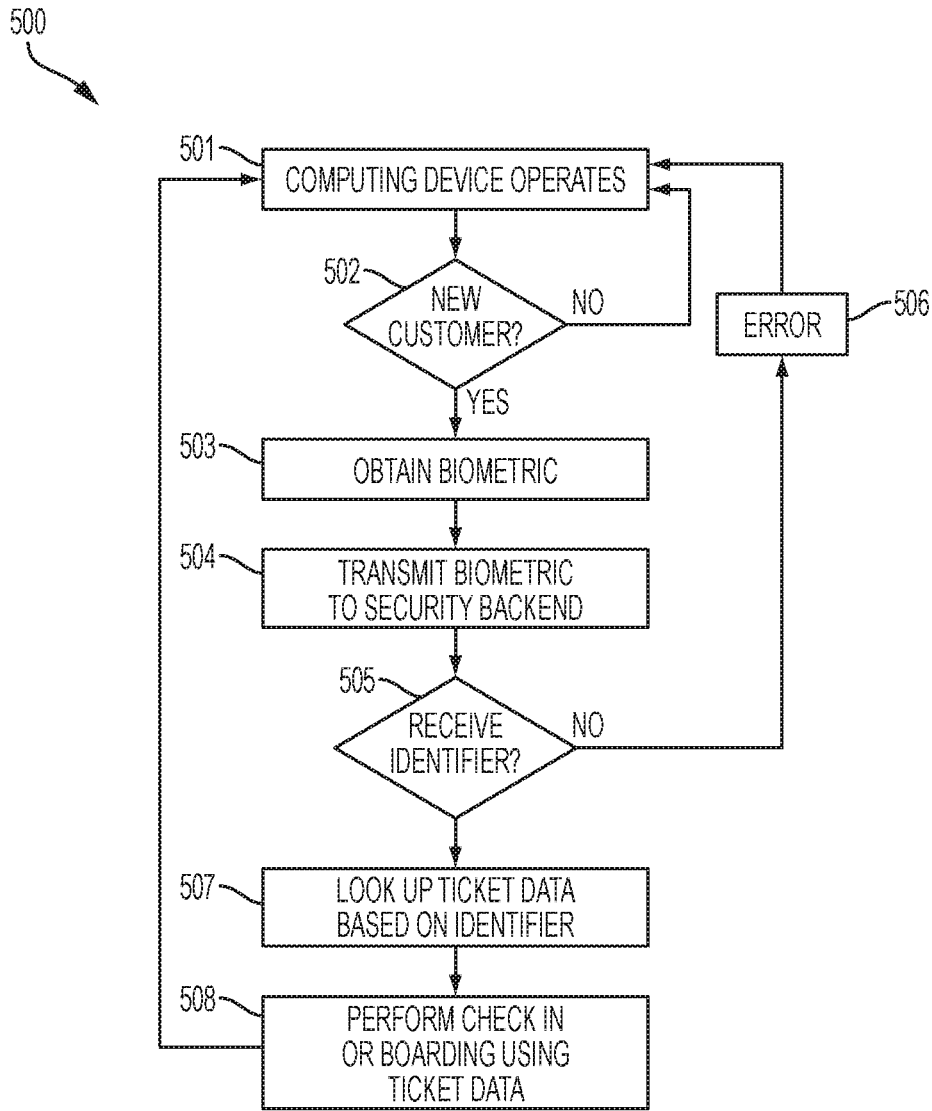 500
501
COMPUTING DEVICE OPERATES
502
NEW
CUSTOMER?
NO
ERROR
506
YES
503
OBTAIN BIOMETRIC
504
TRANSMIT BIOMETRIC
TO SECURITY BACKEND
505
RECEIVE
IDENTIFIER?
NO
507
LOOK UP TICKET DATA
BASED ON IDENTIFIER
508
PERFORM CHECK IN
OR BOARDING USING
TICKET DATA